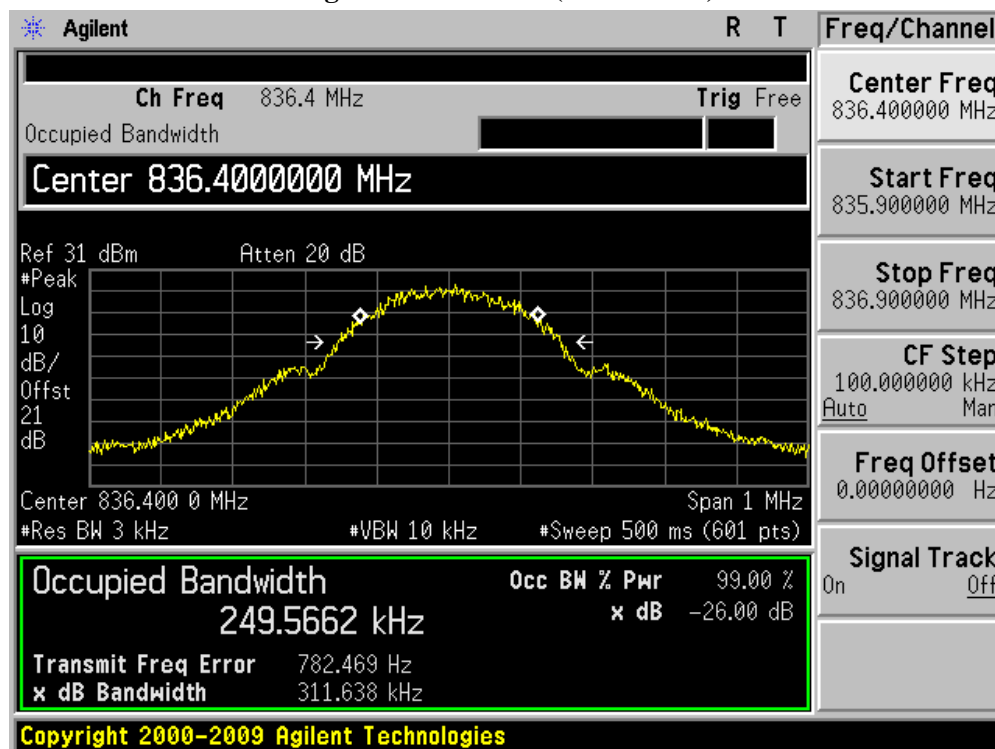 Agilent R T Freq/Channel
Ch Freq 836.4 MHz Trig Free
Occupied Bandwidth
Center 836.4000000 MHz
Ref 31 dBm Atten 20 dB
#Peak
Log
10
dB/
Offst
21
dB
Center 836.400 0 MHz Span 1 MHz
#Res BW 3 kHz #VBW 10 kHz #Sweep 500 ms (601 pts)
Occupied Bandwidth Occ BW % Pwr 99.00 %
249.5662 kHz x dB -26.00 dB
Transmit Freq Error 782.469 Hz
x dB Bandwidth 311.638 kHz
Copyright 2000-2009 Agilent Technologies
Center Freq
836.400000 MHz
Start Freq
835.900000 MHz
Stop Freq
836.900000 MHz
CF Step
100.000000 kHz
Auto Man
Freq Offset
0.00000000 Hz
Signal Track
On Off